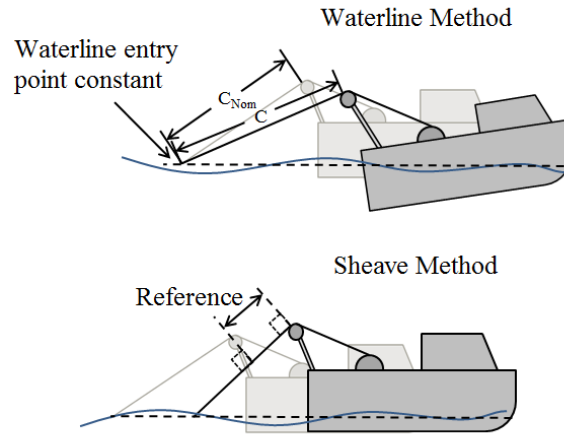 Waterline Method
Waterline entry
point constant
C_Nom
C
Sheave Method
Reference